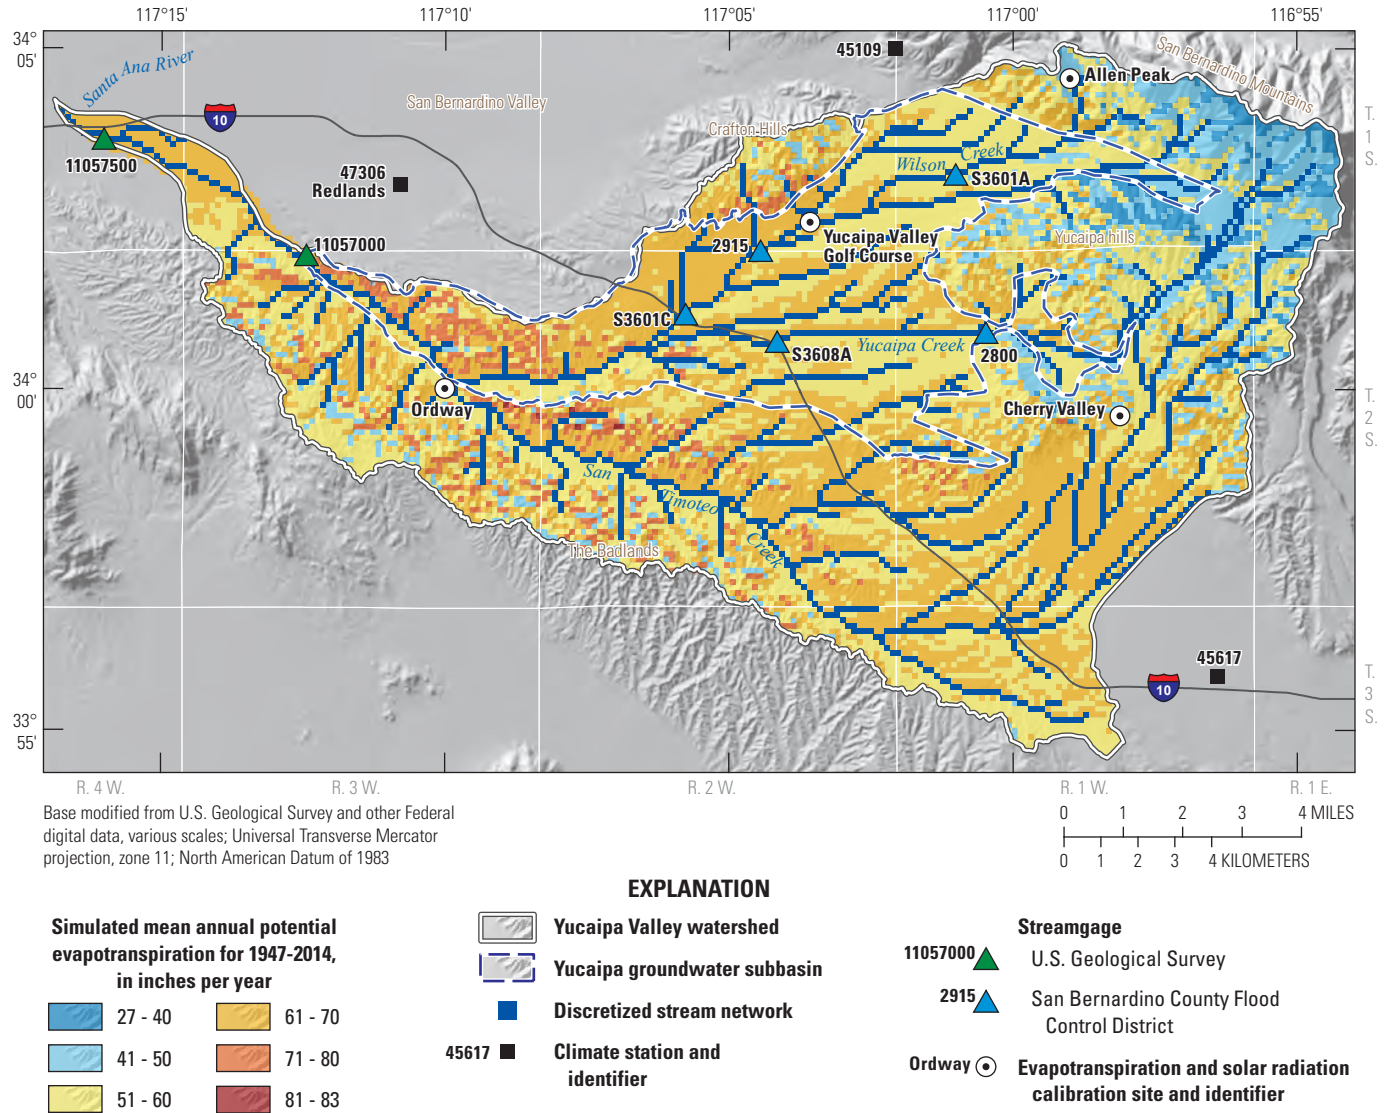 117°15'
117°10'
117°05'
117°00'
116°55'
34°
05'
34°
00'
33°
55'
T.
1
S.
T.
2
S.
T.
3
S.
R. 4 W.
R. 3 W.
R. 2 W.
R. 1 W.
R. 1 E.
Santa Ana River
10
San Bernardino Valley
45109
San Bernardino Mountains
Allen Peak
Crafton Hills
11057500
47306
Redlands
Wilson Creek
S3601A
11057000
2915
Yucaipa Valley
Golf Course
Yucaipa hills
S3601C
S3608A
Yucaipa Creek
2800
Ordway
Cherry Valley
San Timoteo Creek
The Badlands
45617
10
Base modified from U.S. Geological Survey and other Federal
digital data, various scales; Universal Transverse Mercator
projection, zone 11; North American Datum of 1983
0 1 2 3 4 MILES
0 1 2 3 4 KILOMETERS
EXPLANATION
Simulated mean annual potential
evapotranspiration for 1947-2014,
in inches per year
27 - 40
41 - 50
51 - 60
61 - 70
71 - 80
81 - 83
Yucaipa Valley watershed
Yucaipa groundwater subbasin
Discretized stream network
45617
Climate station and
identifier
Streamgage
11057000
U.S. Geological Survey
2915
San Bernardino County Flood
Control District
Ordway
Evapotranspiration and solar radiation
calibration site and identifier